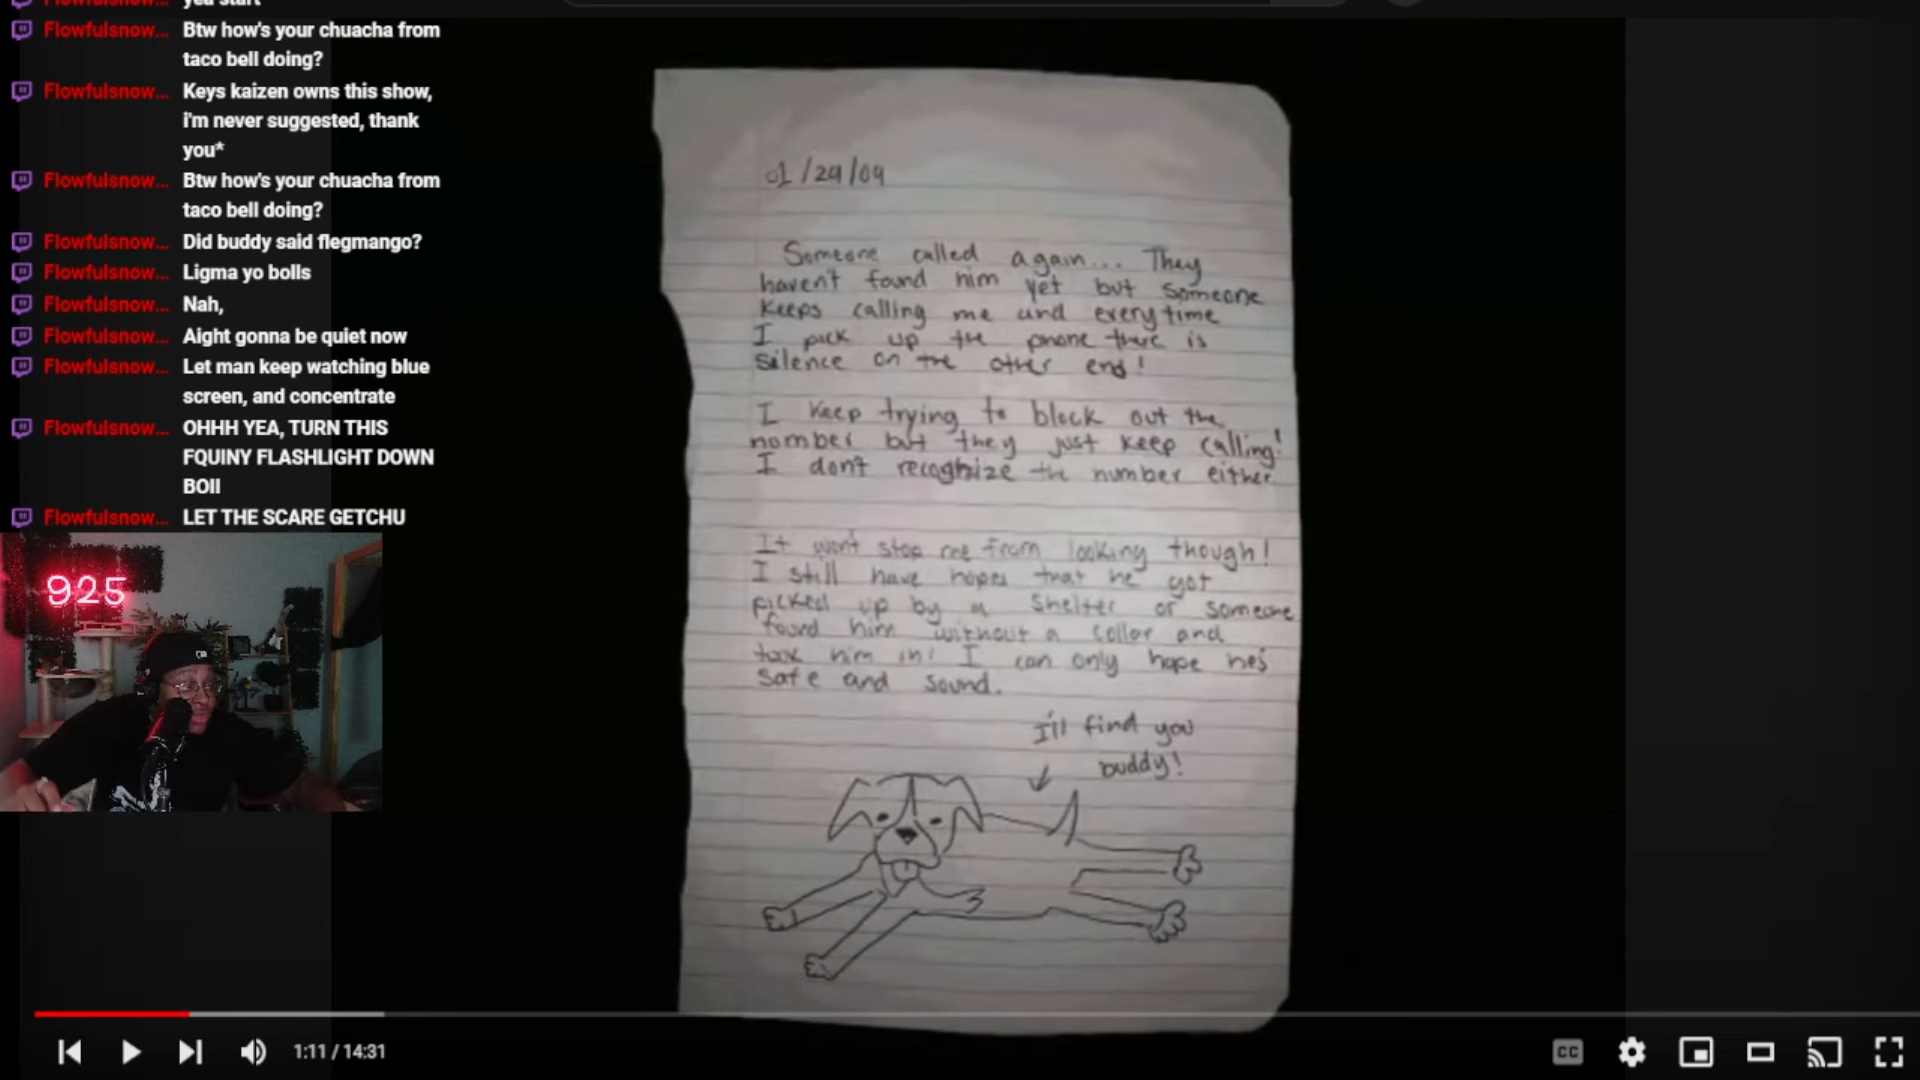 yea start
Flowfulsnow... Btw how's your chuacha from
taco bell doing?
Flowfulsnow... Keys kaizen owns this show,
i'm never suggested, thank
you*
Flowfulsnow... Btw how's your chuacha from
taco bell doing?
Flowfulsnow... Did buddy said flegmango?
Flowfulsnow... Ligma yo bolls
Flowfulsnow... Nah,
Flowfulsnow... Aight gonna be quiet now
Flowfulsnow... Let man keep watching blue
screen, and concentrate
Flowfulsnow... OHHH YEA, TURN THIS
FQUINY FLASHLIGHT DOWN
BOII
Flowfulsnow... LET THE SCARE GETCHU
925
01/29/09
Someone called again... They
haven't found him yet but someone
keeps calling me and everytime
I pick up the phone there is
silence on the other end!
I keep trying to block out the
nomber but they just keep calling!
I don't recoghize the number either.
It won't stop me from looking though!
I still have hopes that he got
picked up by a shelter or someone
found him without a collar and
took him in! I can only hope he's
safe and sound.
I'll find you
buddy!
1:11 / 14:31
CC